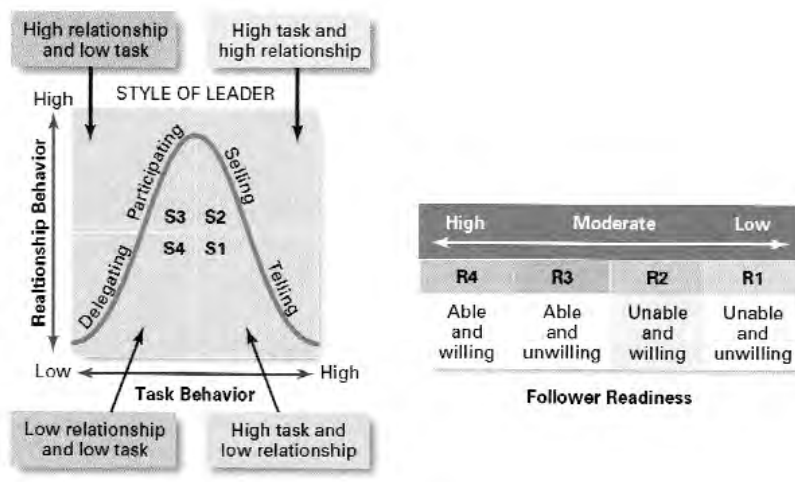 High relationship
and low task
High task and
high relationship
STYLE OF LEADER
High
Realtionship Behavior
Low
Participating
Selling
S3 S2
S4 S1
Delegating
Telling
High
Task Behavior
Low relationship
and low task
High task and
low relationship
High Moderate Low
R4 R3 R2 R1
Able Able Unable Unable
and and and and
willing unwilling willing unwilling
Follower Readiness